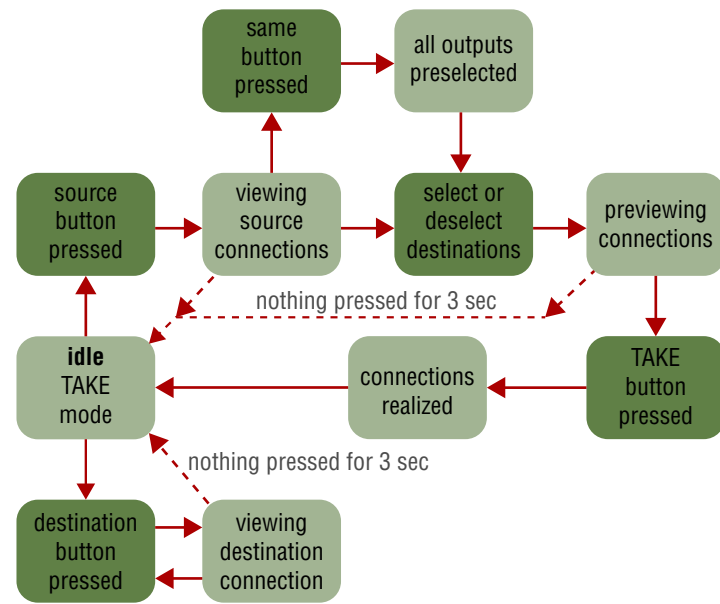 same
button
pressed
all outputs
preselected
source
button
pressed
viewing
source
connections
select or
deselect
destinations
previewing
connections
nothing pressed for 3 sec
idle
TAKE
mode
connections
realized
TAKE
button
pressed
nothing pressed for 3 sec
destination
button
pressed
viewing
destination
connection